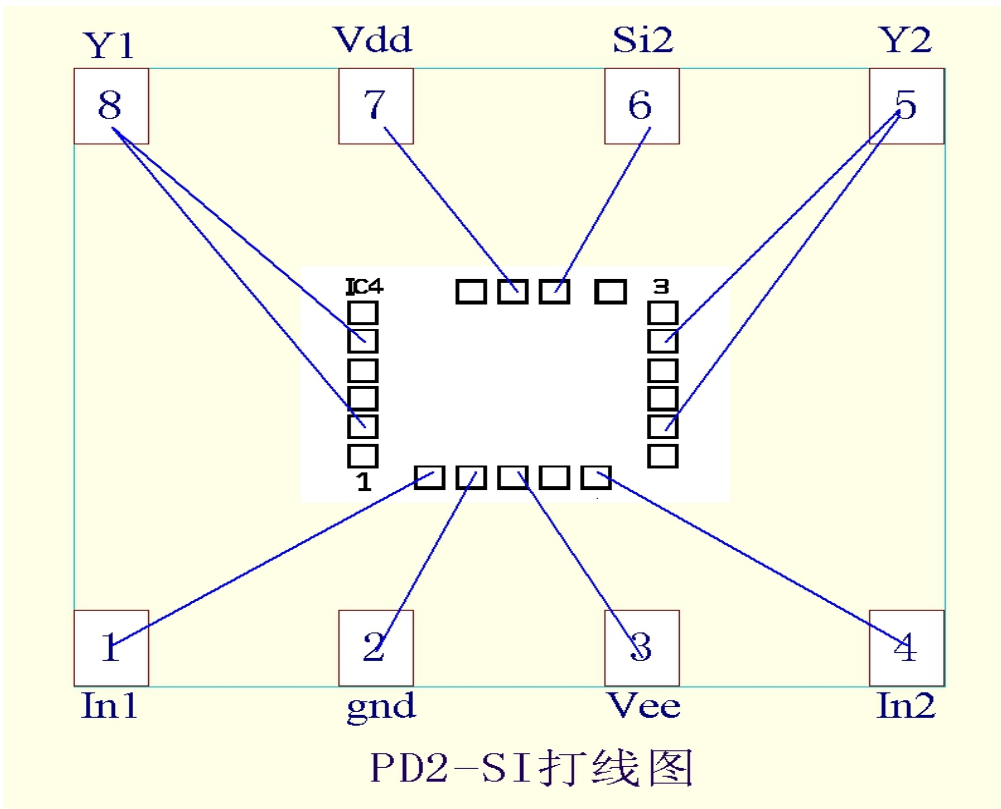 Y1 Vdd Si2 Y2
8 7 6 5
IC4 3
1
1 2 3 4
In1 gnd Vee In2
PD2-SI打线图